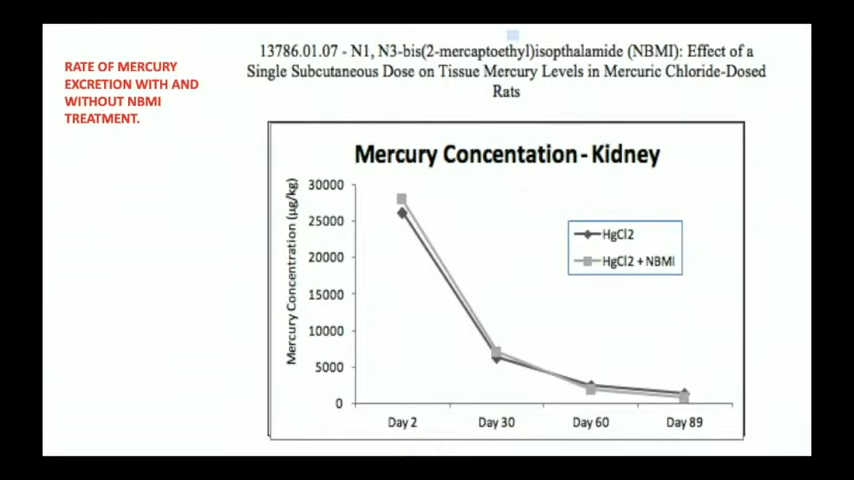 RATE OF MERCURY
EXCRETION WITH AND
WITHOUT NBMI
TREATMENT.
13786.01.07 - N1, N3-bis(2-mercaptoethyl)isopthalamide (NBMI): Effect of a
Single Subcutaneous Dose on Tissue Mercury Levels in Mercuric Chloride-Dosed
Rats
Mercury Concentation - Kidney
Mercury Concentration (µg/kg)
30000
25000
20000
15000
10000
5000
0
HgCl2
HgCl2 + NBMI
Day 2
Day 30
Day 60
Day 89